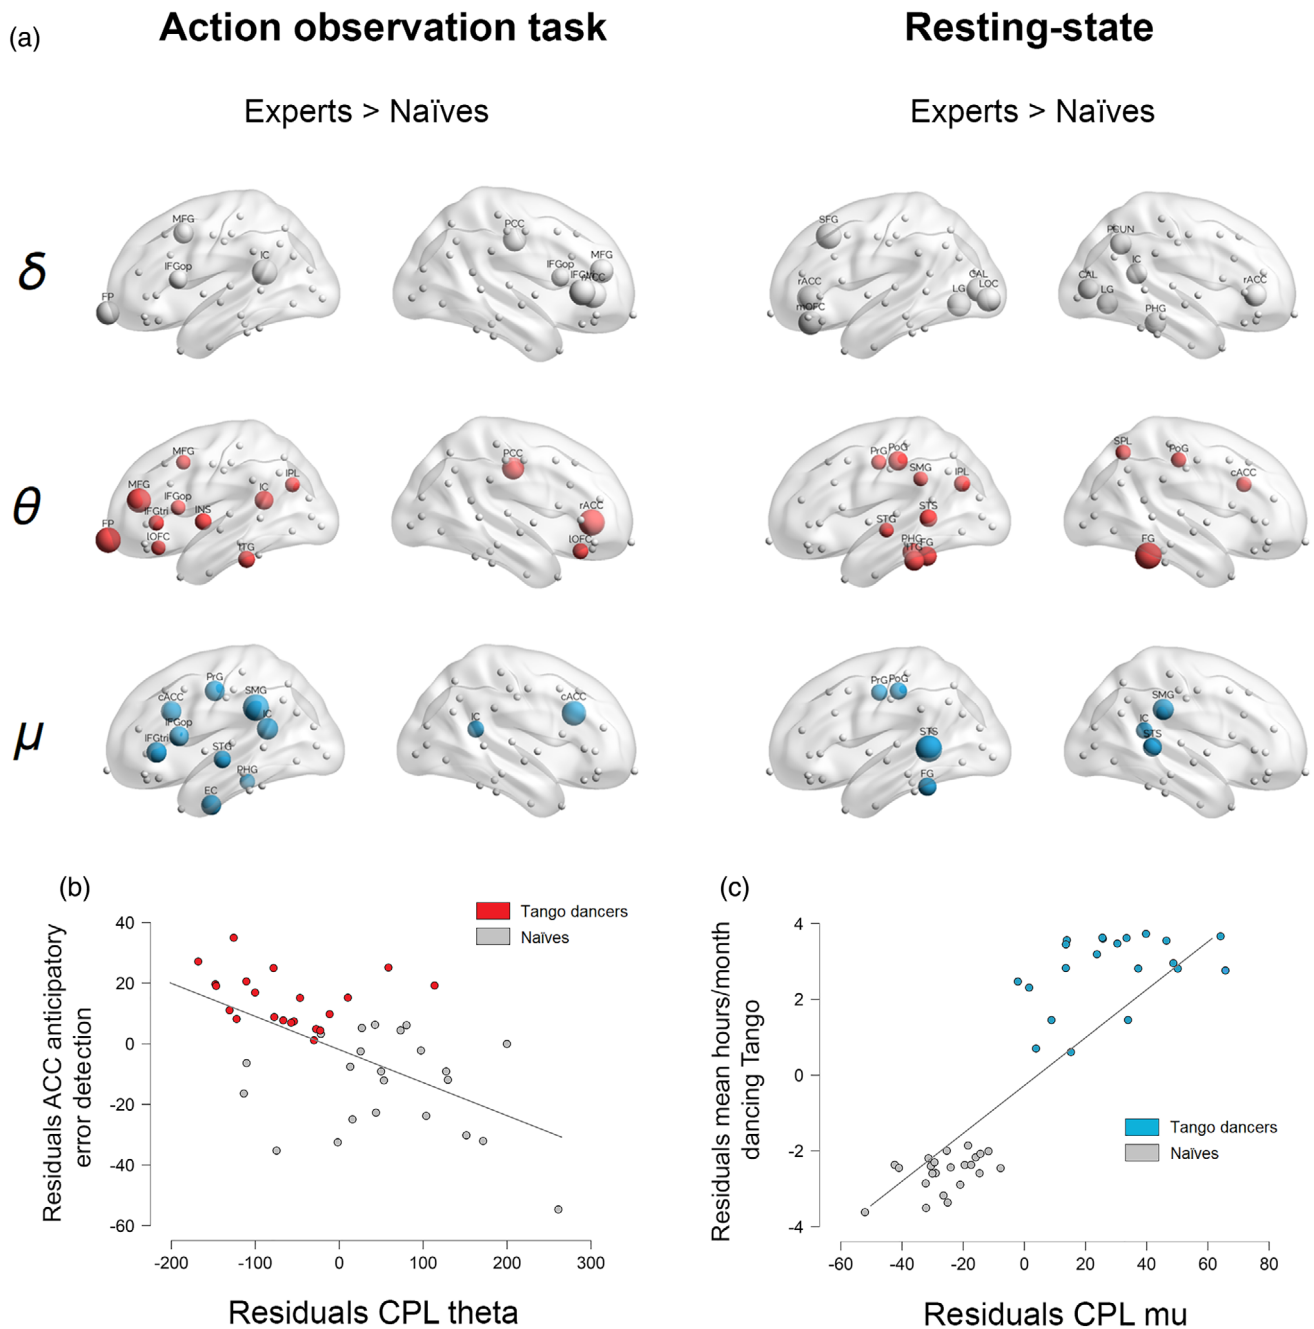 (a)
Action observation task
Resting-state
Experts > Naïves
Experts > Naïves
δ
MFG
IFGop
IC
FP
PCC
IFGop
MFG
rACC
SFG
rACC
mOFC
CAL
LG
LOC
PCUN
IC
CAL
LG
PHG
rACC
θ
MFG
MFG
IPL
IFGop
IC
IFGtri
INS
FP
lOFC
ITG
PCC
rACC
lOFC
PrG
PoG
SMG
IPL
STG
STS
PHG
ITG
FG
SPL
PoG
cACC
FG
μ
PrG
cACC
SMG
IFGop
IC
IFGtri
STG
PHG
EC
IC
cACC
PrG
PoG
STS
FG
SMG
IC
STS
(b)
Tango dancers
Naïves
Residuals ACC anticipatory
error detection
40
20
0
-20
-40
-60
-200
-100
0
100
200
300
Residuals CPL theta
(c)
Residuals mean hours/month
dancing Tango
4
2
0
-2
-4
Tango dancers
Naïves
-60
-40
-20
0
20
40
60
80
Residuals CPL mu